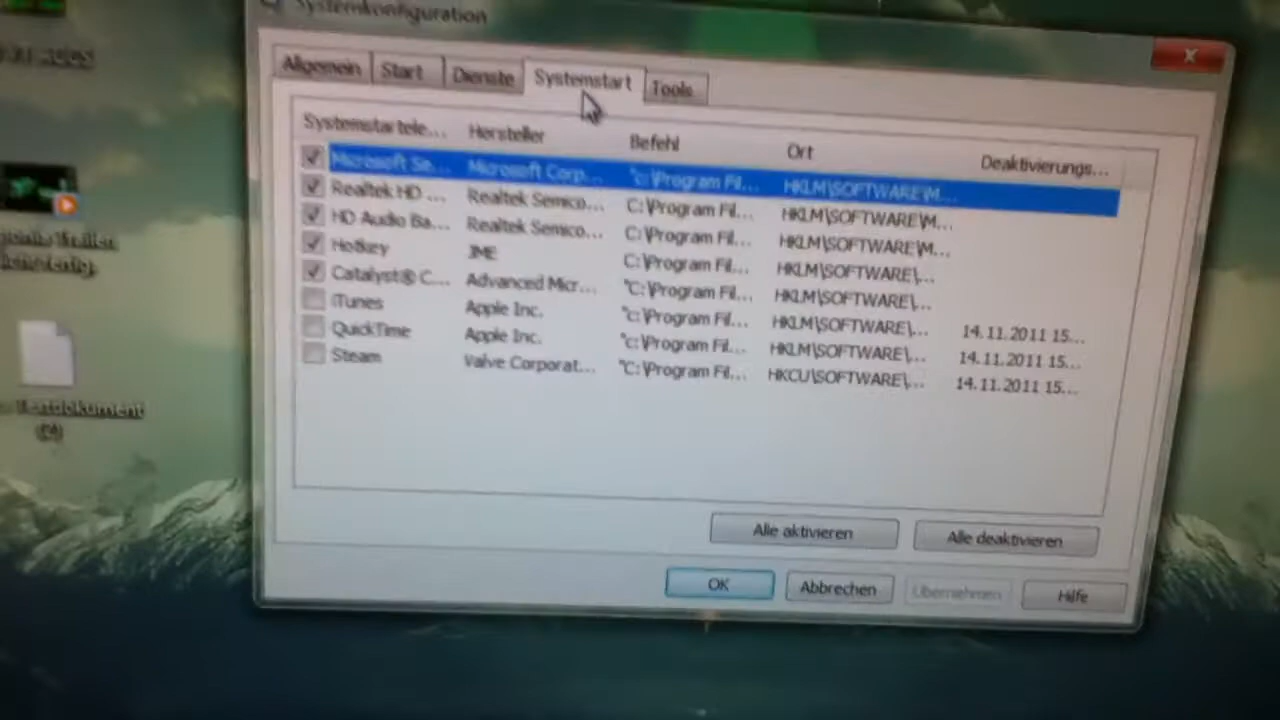 Systemkonfiguration
Allgemein Start Dienste Systemstart Tools
Systemstartele... Hersteller Befehl Ort Deaktivierungs...
Microsoft Se... Microsoft Corp... "c:\Program Fil... HKLM\SOFTWARE\M...
Realtek HD ... Realtek Semico... C:\Program Fil... HKLM\SOFTWARE\M...
HD Audio Ba... Realtek Semico... C:\Program Fil... HKLM\SOFTWARE\M...
Hotkey JME C:\Program Fil... HKLM\SOFTWARE\...
Catalyst® C... Advanced Micr... "C:\Program Fil... HKLM\SOFTWARE\...
iTunes Apple Inc. "C:\Program Fil... HKLM\SOFTWARE\... 14.11.2011 15...
QuickTime Apple Inc. "C:\Program Fil... HKLM\SOFTWARE\... 14.11.2011 15...
Steam Valve Corporat... "C:\Program Fil... HKCU\SOFTWARE\... 14.11.2011 15...
Alle aktivieren Alle deaktivieren
OK Abbrechen Übernehmen Hilfe
Textdokument